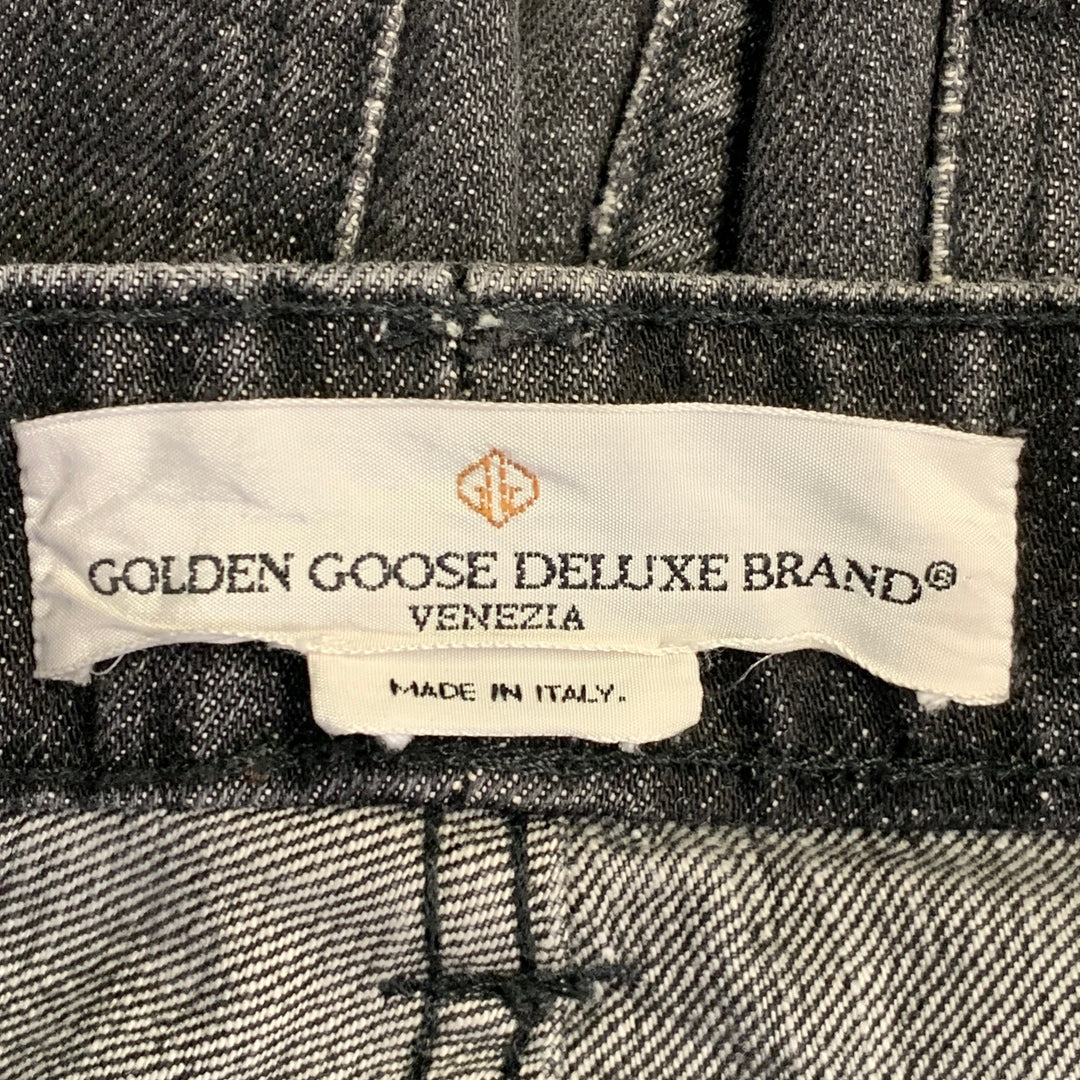 GOLDEN GOOSE DELUXE BRAND®
VENEZIA
MADE IN ITALY.